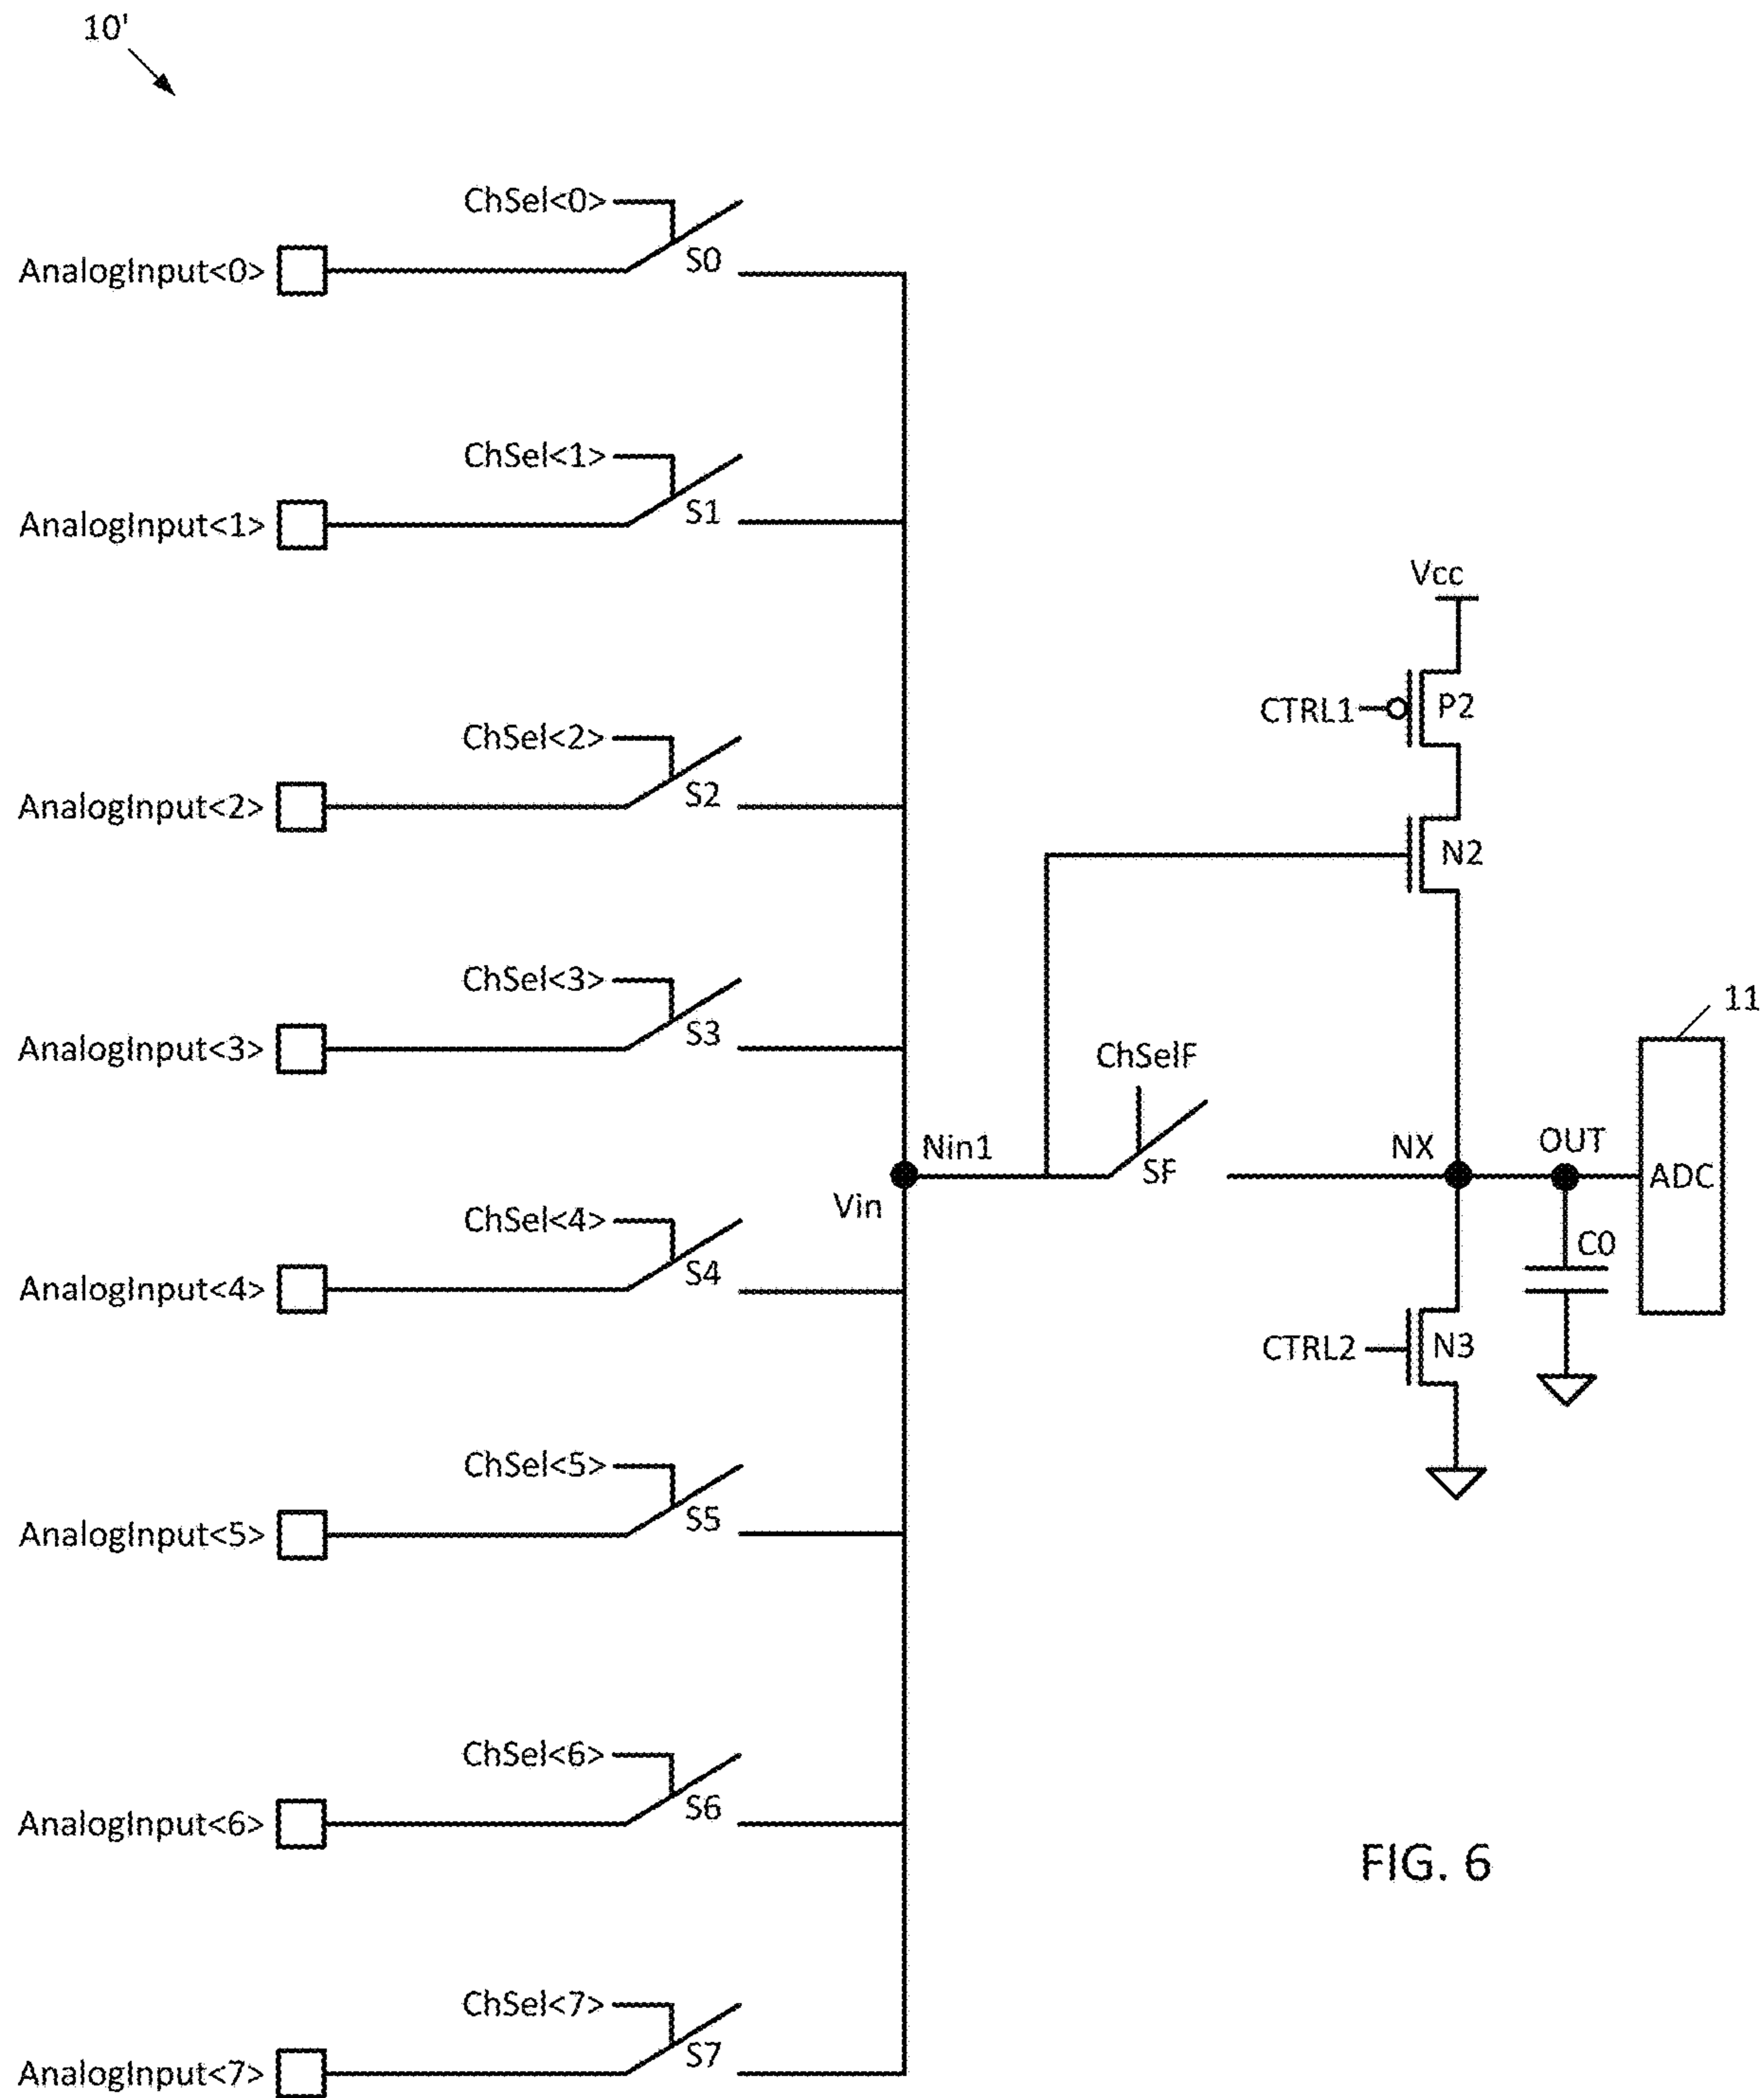 10'
ChSel<0>
S0
AnalogInput<0>
ChSel<1>
S1
AnalogInput<1>
Vcc
CTRL1
P2
ChSel<2>
S2
AnalogInput<2>
N2
ChSel<3>
S3
AnalogInput<3>
11
ChSelF
Nin1
SF
NX
OUT
ADC
Vin
ChSel<4>
S4
AnalogInput<4>
C0
CTRL2
N3
ChSel<5>
S5
AnalogInput<5>
ChSel<6>
S6
AnalogInput<6>
FIG. 6
ChSel<7>
S7
AnalogInput<7>